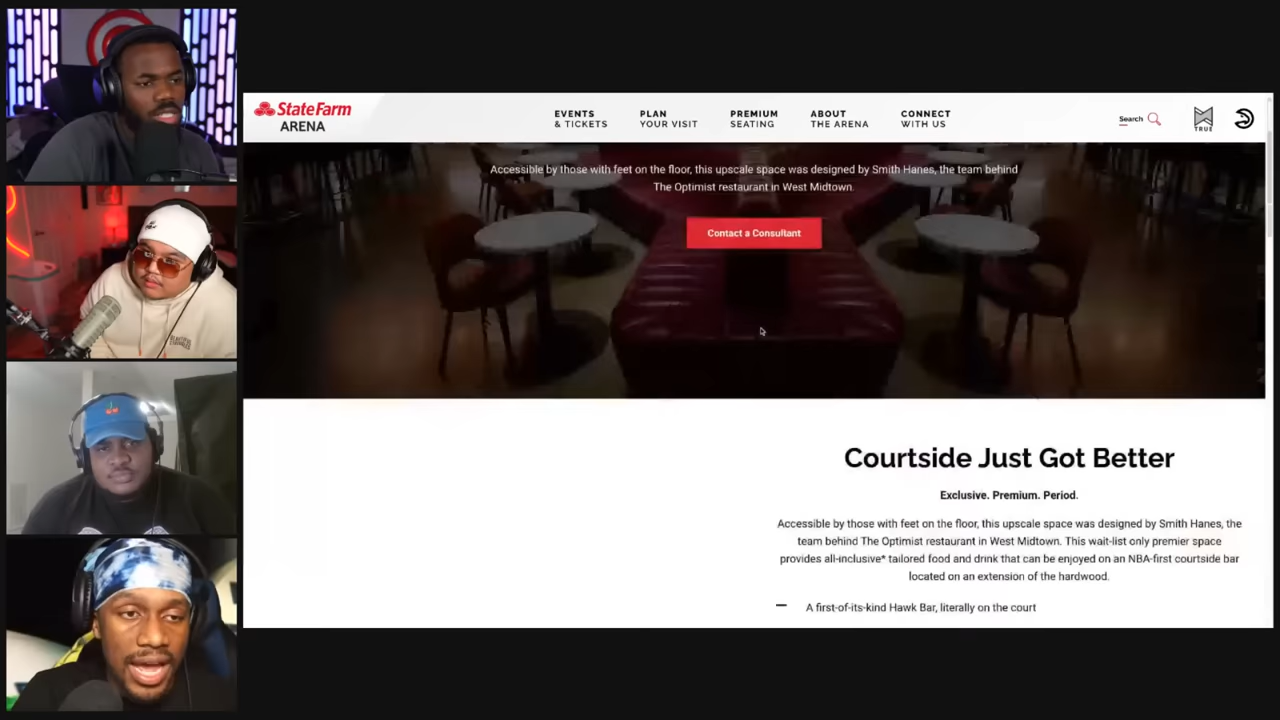 StateFarm
ARENA
EVENTS
& TICKETS
PLAN
YOUR VISIT
PREMIUM
SEATING
ABOUT
THE ARENA
CONNECT
WITH US
Search
TRUE
Accessible by those with feet on the floor, this upscale space was designed by Smith Hanes, the team behind
The Optimist restaurant in West Midtown.
Contact a Consultant
Courtside Just Got Better
Exclusive. Premium. Period.
Accessible by those with feet on the floor, this upscale space was designed by Smith Hanes, the
team behind The Optimist restaurant in West Midtown. This wait-list only premier space
provides all-inclusive* tailored food and drink that can be enjoyed on an NBA-first courtside bar
located on an extension of the hardwood.
— A first-of-its-kind Hawk Bar, literally on the court